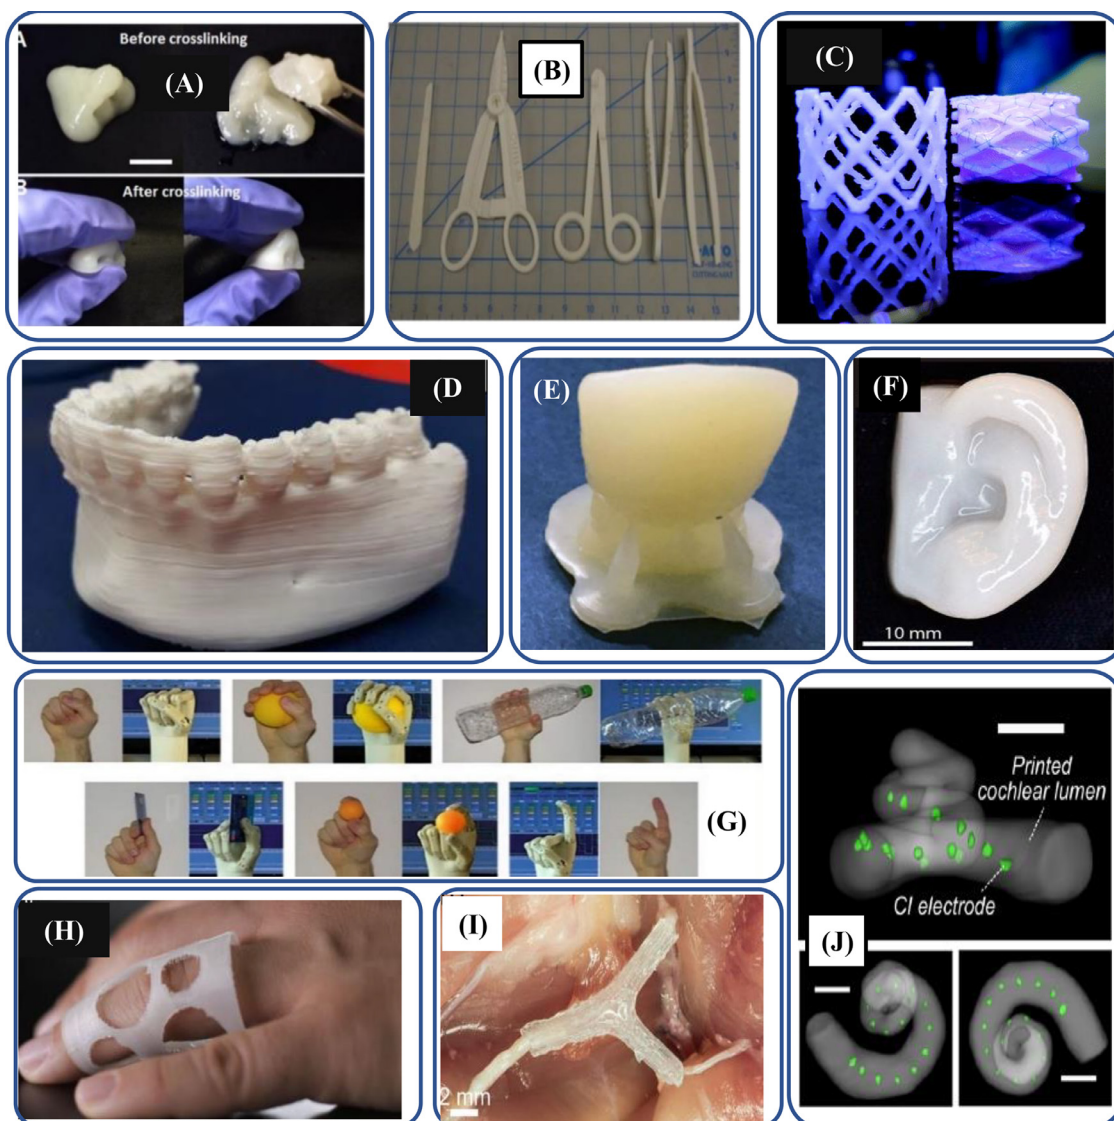 A
Before crosslinking
(A)
B
After crosslinking
(B)
(C)
(D)
(E)
(F)
10 mm
(G)
Printed
cochlear lumen
CI electrode
(H)
(I)
2 mm
(J)